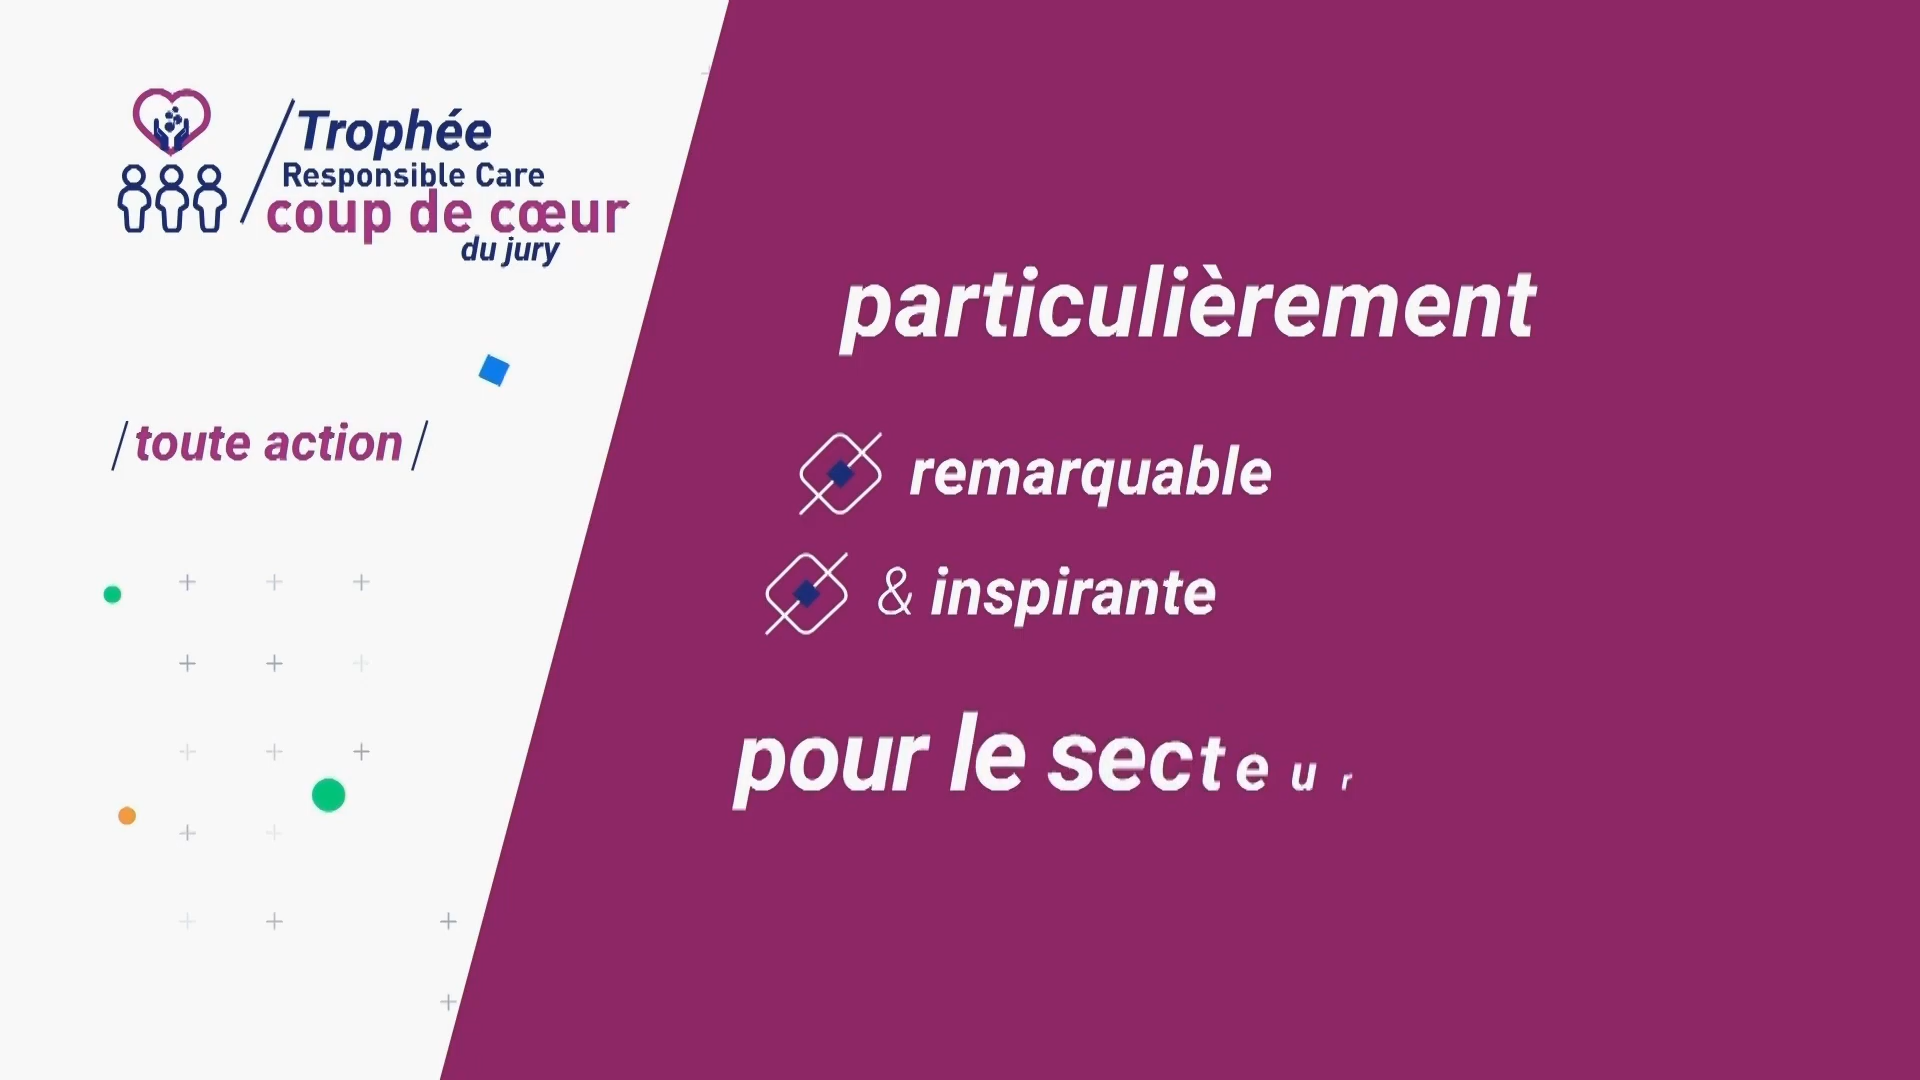 Trophée
Responsible Care
coup de cœur
du jury
/toute action/
particulièrement
remarquable
& inspirante
pour le secteur